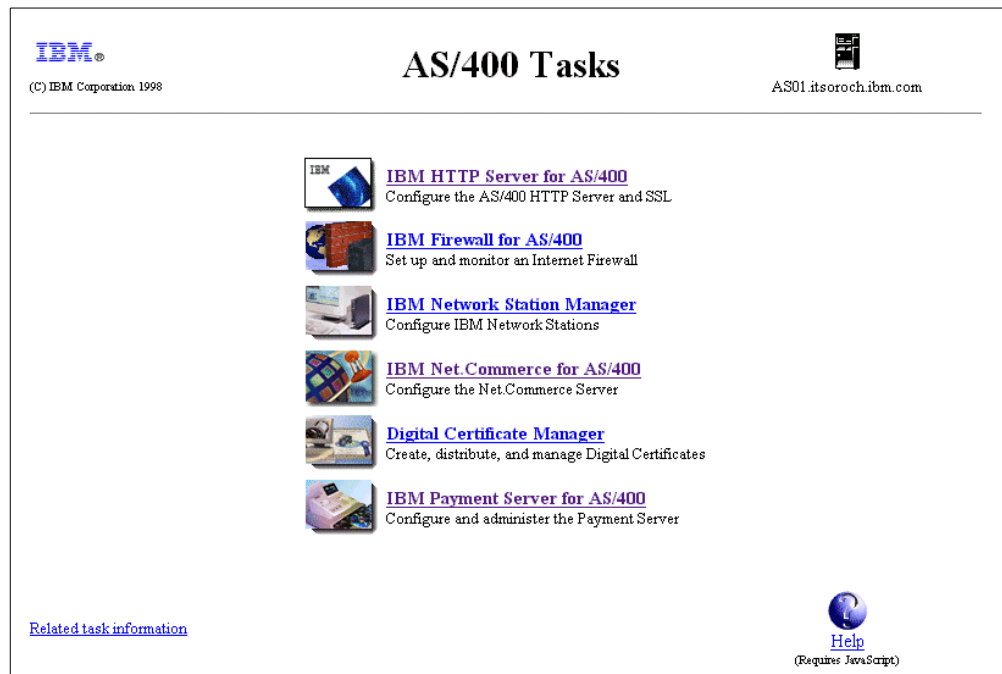 IBM®
(C) IBM Corporation 1998
AS/400 Tasks
AS01.itsoroch.ibm.com
IBM
IBM HTTP Server for AS/400
Configure the AS/400 HTTP Server and SSL
IBM Firewall for AS/400
Set up and monitor an Internet Firewall
IBM Network Station Manager
Configure IBM Network Stations
IBM Net.Commerce for AS/400
Configure the Net.Commerce Server
Digital Certificate Manager
Create, distribute, and manage Digital Certificates
IBM Payment Server for AS/400
Configure and administer the Payment Server
Related task information
Help
(Requires JavaScript)